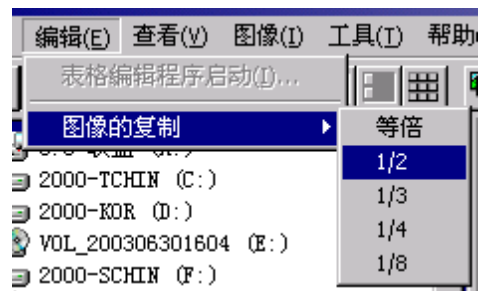 编辑(E) 查看(V) 图像(I) 工具(T) 帮助
表格编辑程序启动(I)...
图像的复制
等倍
1/2
1/3
1/4
1/8
2000-TCHIN (C:)
2000-KOR (D:)
VOL_200306301604 (E:)
2000-SCHIN (F:)